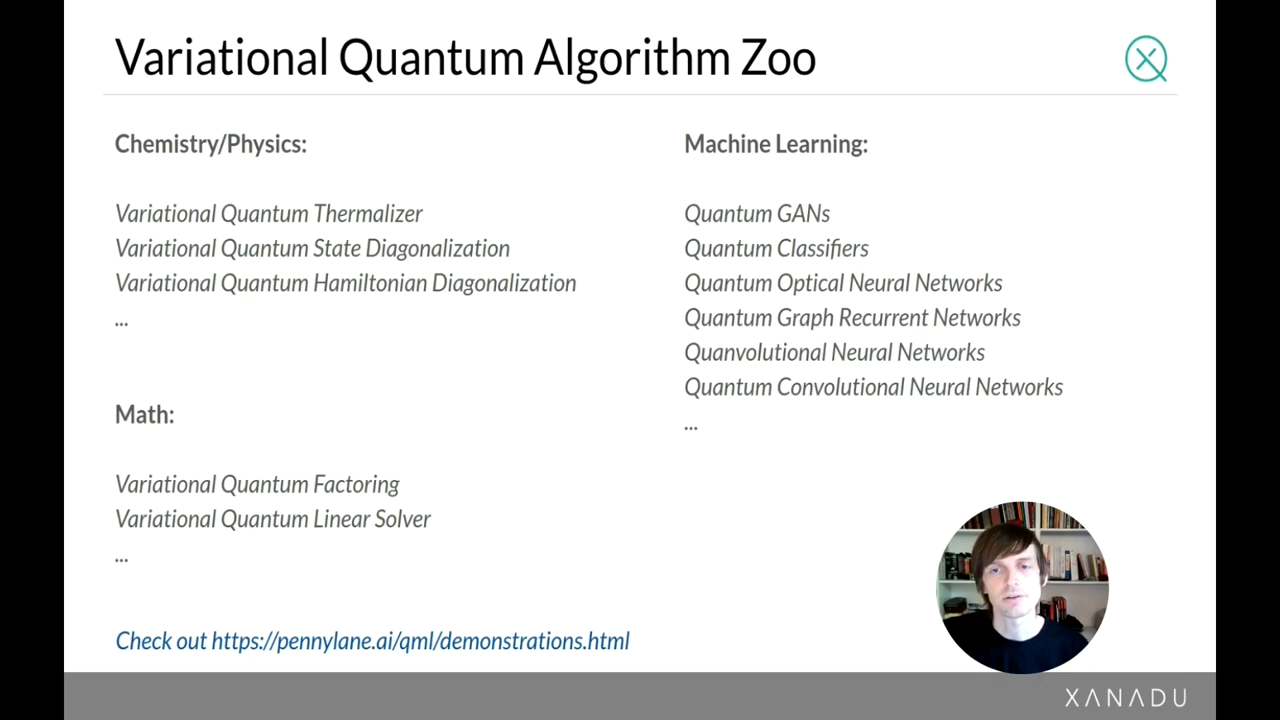 Variational Quantum Algorithm Zoo
Chemistry/Physics:
Variational Quantum Thermalizer
Variational Quantum State Diagonalization
Variational Quantum Hamiltonian Diagonalization
...
Math:
Variational Quantum Factoring
Variational Quantum Linear Solver
...
Check out https://pennylane.ai/qml/demonstrations.html
Machine Learning:
Quantum GANs
Quantum Classifiers
Quantum Optical Neural Networks
Quantum Graph Recurrent Networks
Quanvolutional Neural Networks
Quantum Convolutional Neural Networks
...
XANADU